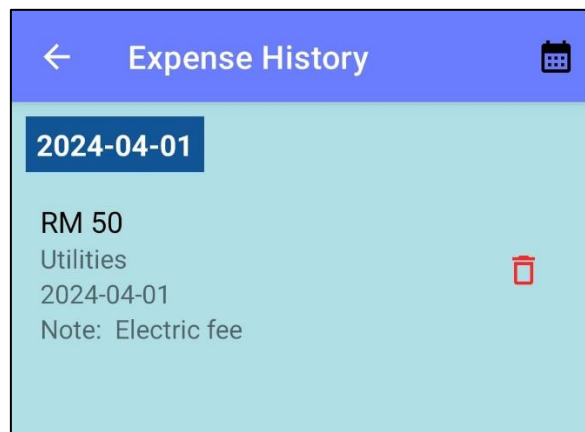 Expense History
2024-04-01
RM 50
Utilities
2024-04-01
Note: Electric fee